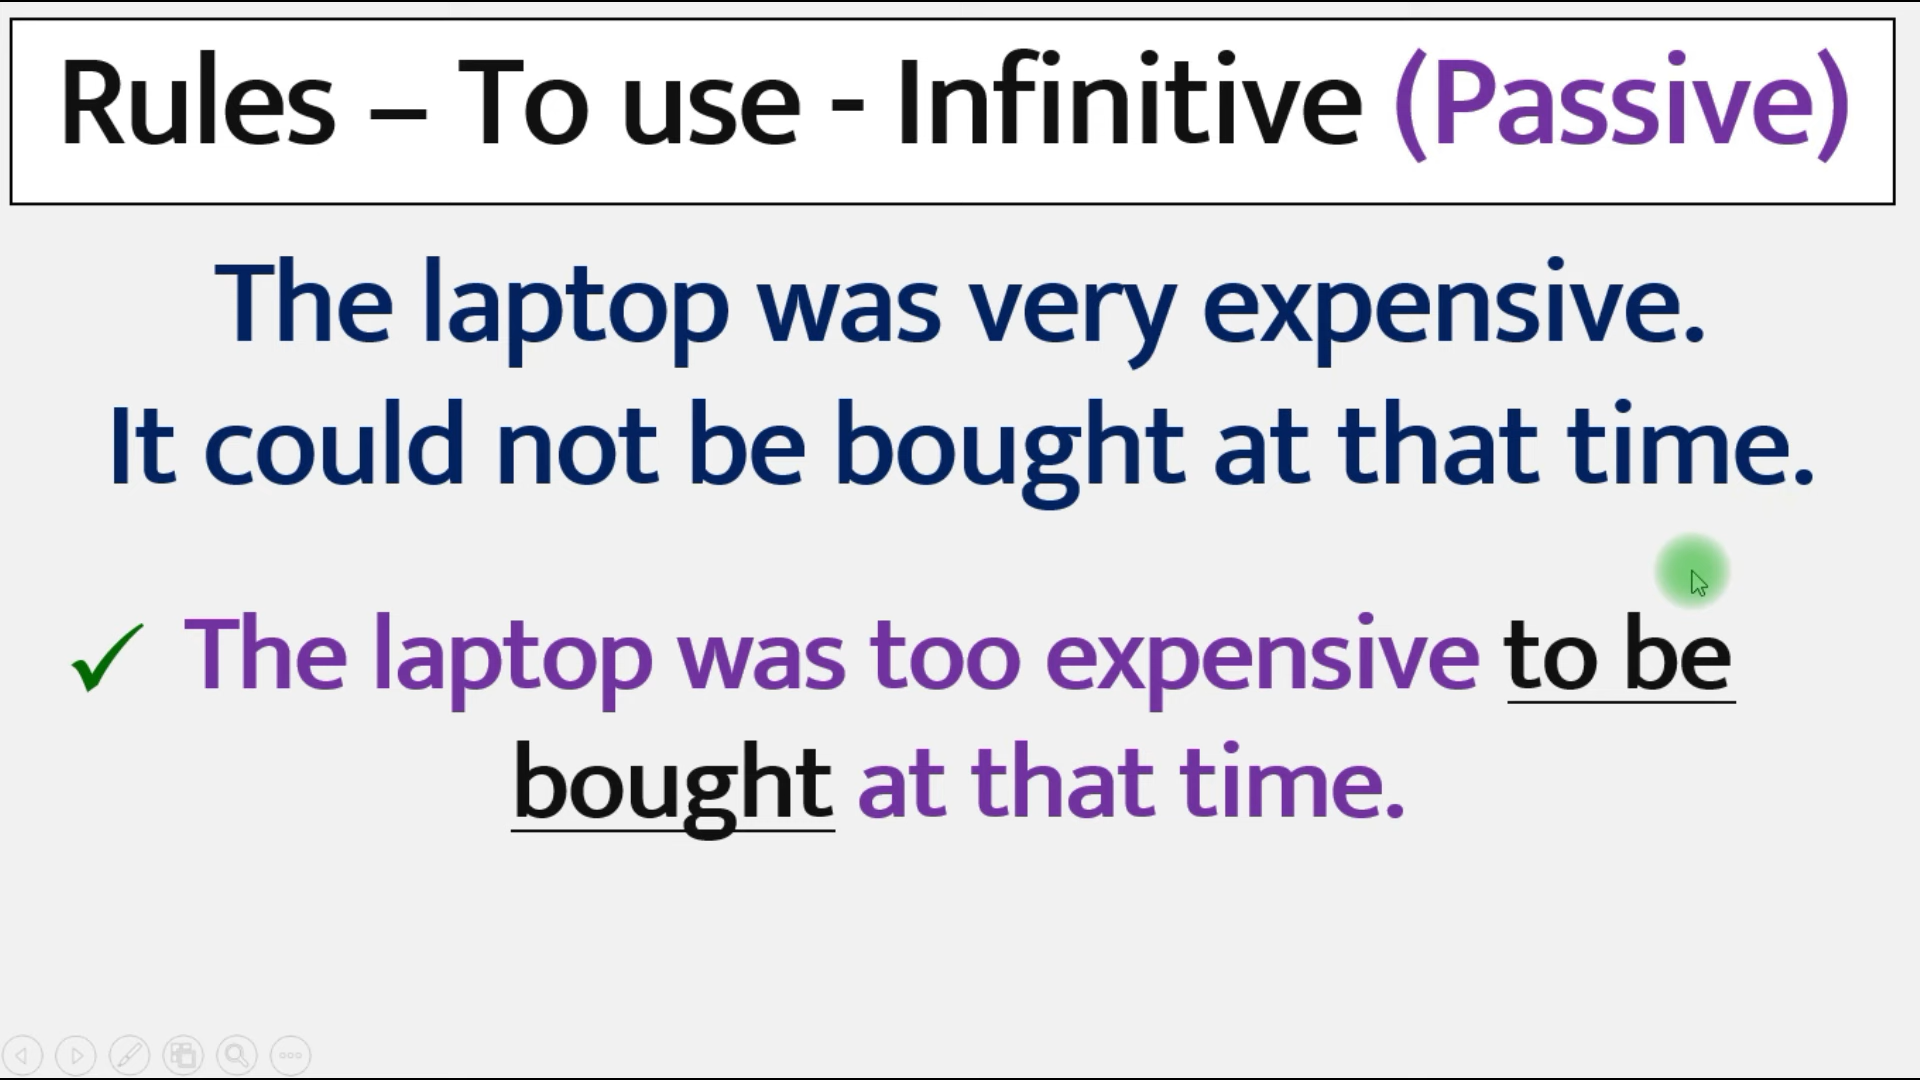 Rules – To use - Infinitive (Passive)
The laptop was very expensive.
It could not be bought at that time.
✓ The laptop was too expensive to be
bought at that time.